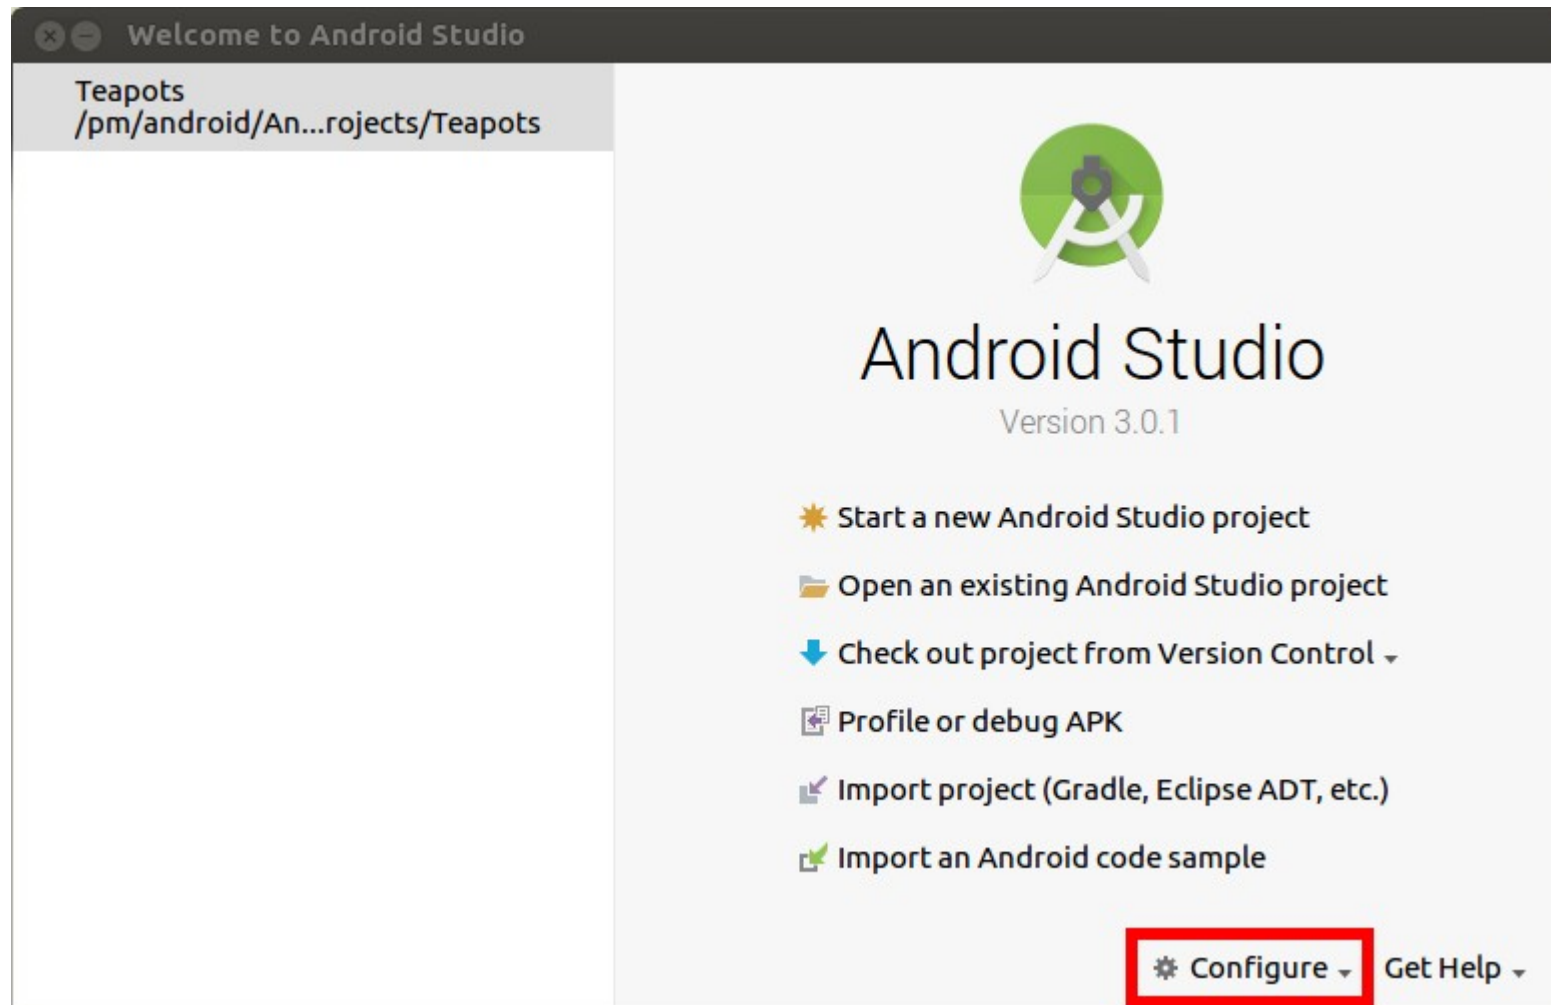 Welcome to Android Studio
Teapots
/pm/android/An...rojects/Teapots
Android Studio
Version 3.0.1
Start a new Android Studio project
Open an existing Android Studio project
Check out project from Version Control
Profile or debug APK
Import project (Gradle, Eclipse ADT, etc.)
Import an Android code sample
Configure Get Help